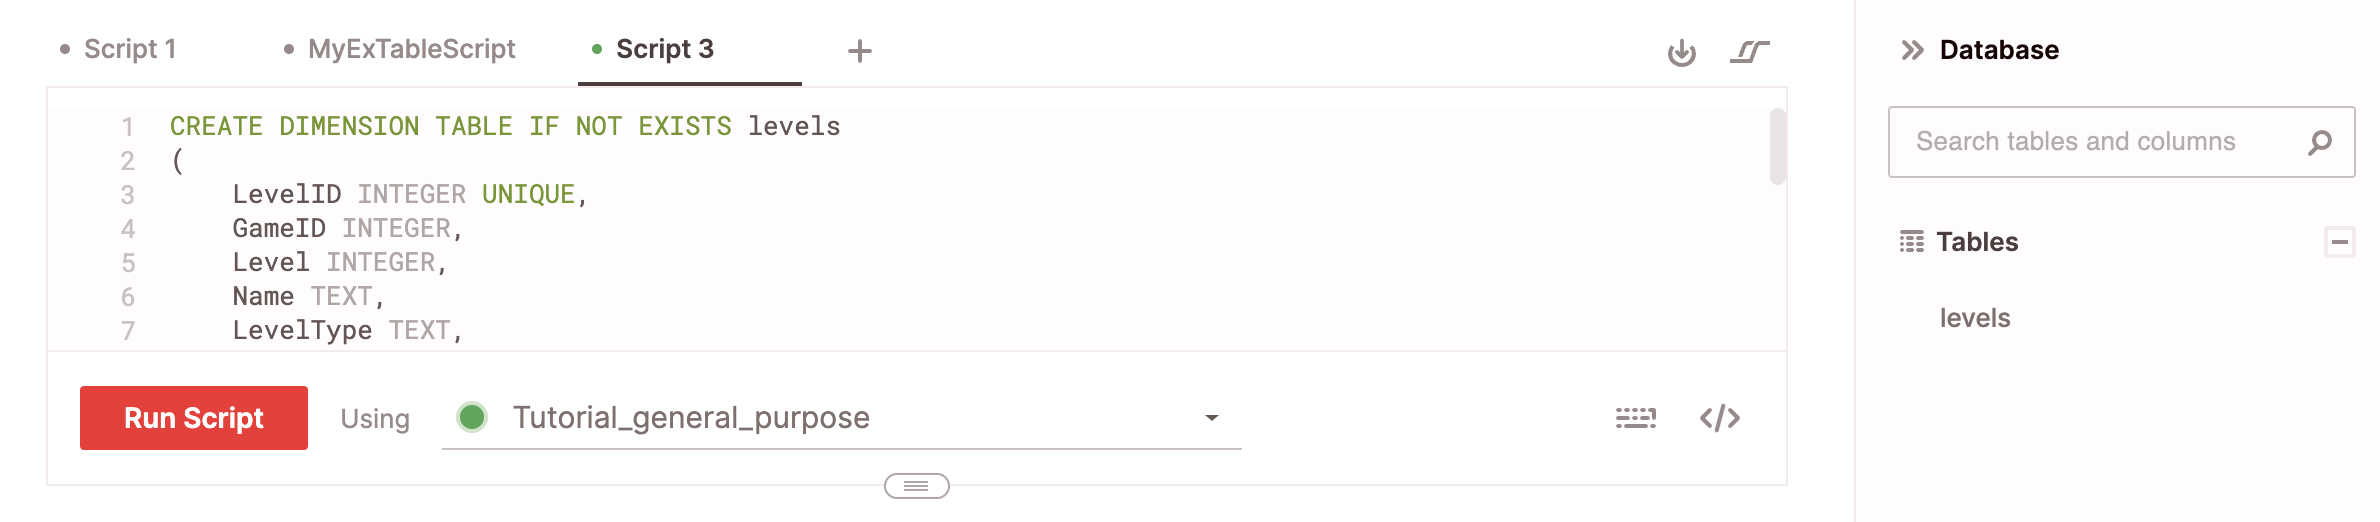 Script 1
MyExTableScript
Script 3
Database
1 CREATE DIMENSION TABLE IF NOT EXISTS levels
2 (
3 LevelID INTEGER UNIQUE,
4 GameID INTEGER,
5 Level INTEGER,
6 Name TEXT,
7 LevelType TEXT,
Run Script Using Tutorial_general_purpose
Search tables and columns
Tables
levels